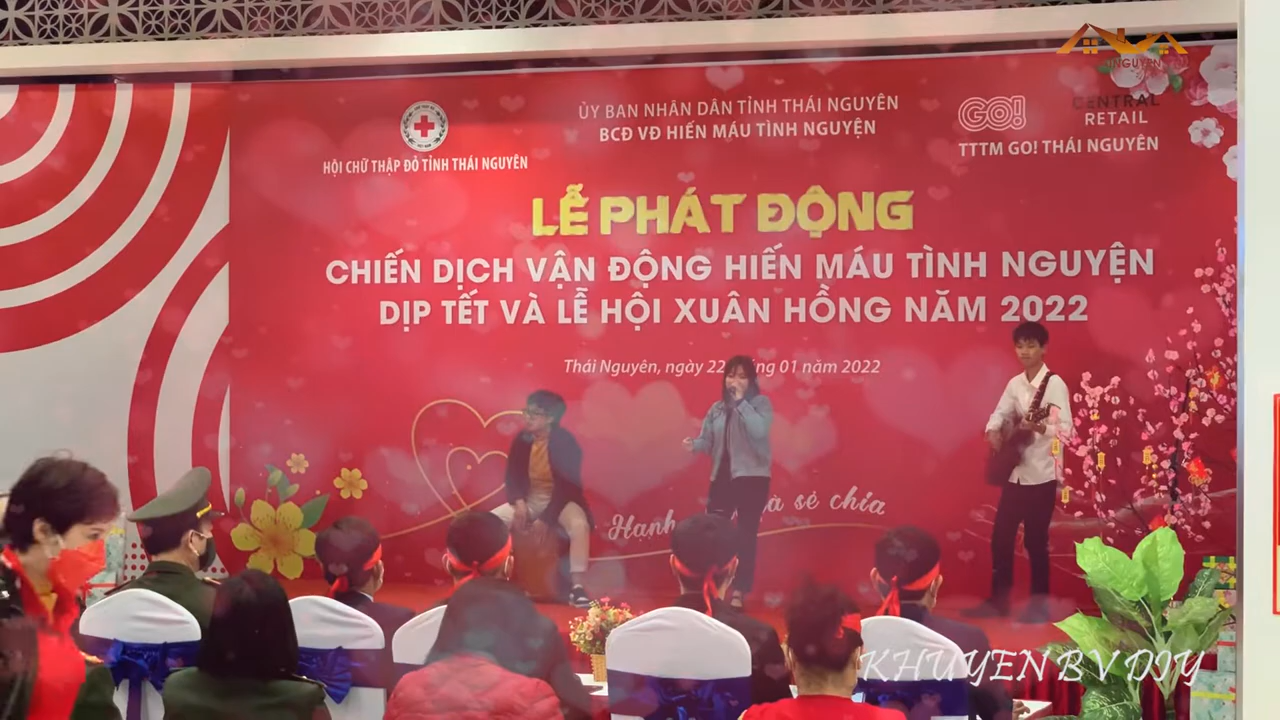 ỦY BAN NHÂN DÂN TỈNH THÁI NGUYÊN
BCĐ VĐ HIẾN MÁU TÌNH NGUYỆN
HỘI CHỮ THẬP ĐỎ TỈNH THÁI NGUYÊN
GO!
CENTRAL
RETAIL
TTTM GO! THÁI NGUYÊN
LỄ PHÁT ĐỘNG
CHIẾN DỊCH VẬN ĐỘNG HIẾN MÁU TÌNH NGUYỆN
DỊP TẾT VÀ LỄ HỘI XUÂN HỒNG NĂM 2022
Thái Nguyên, ngày 22 01 năm 2022
sẻ chia
KHUYEN BV DIY